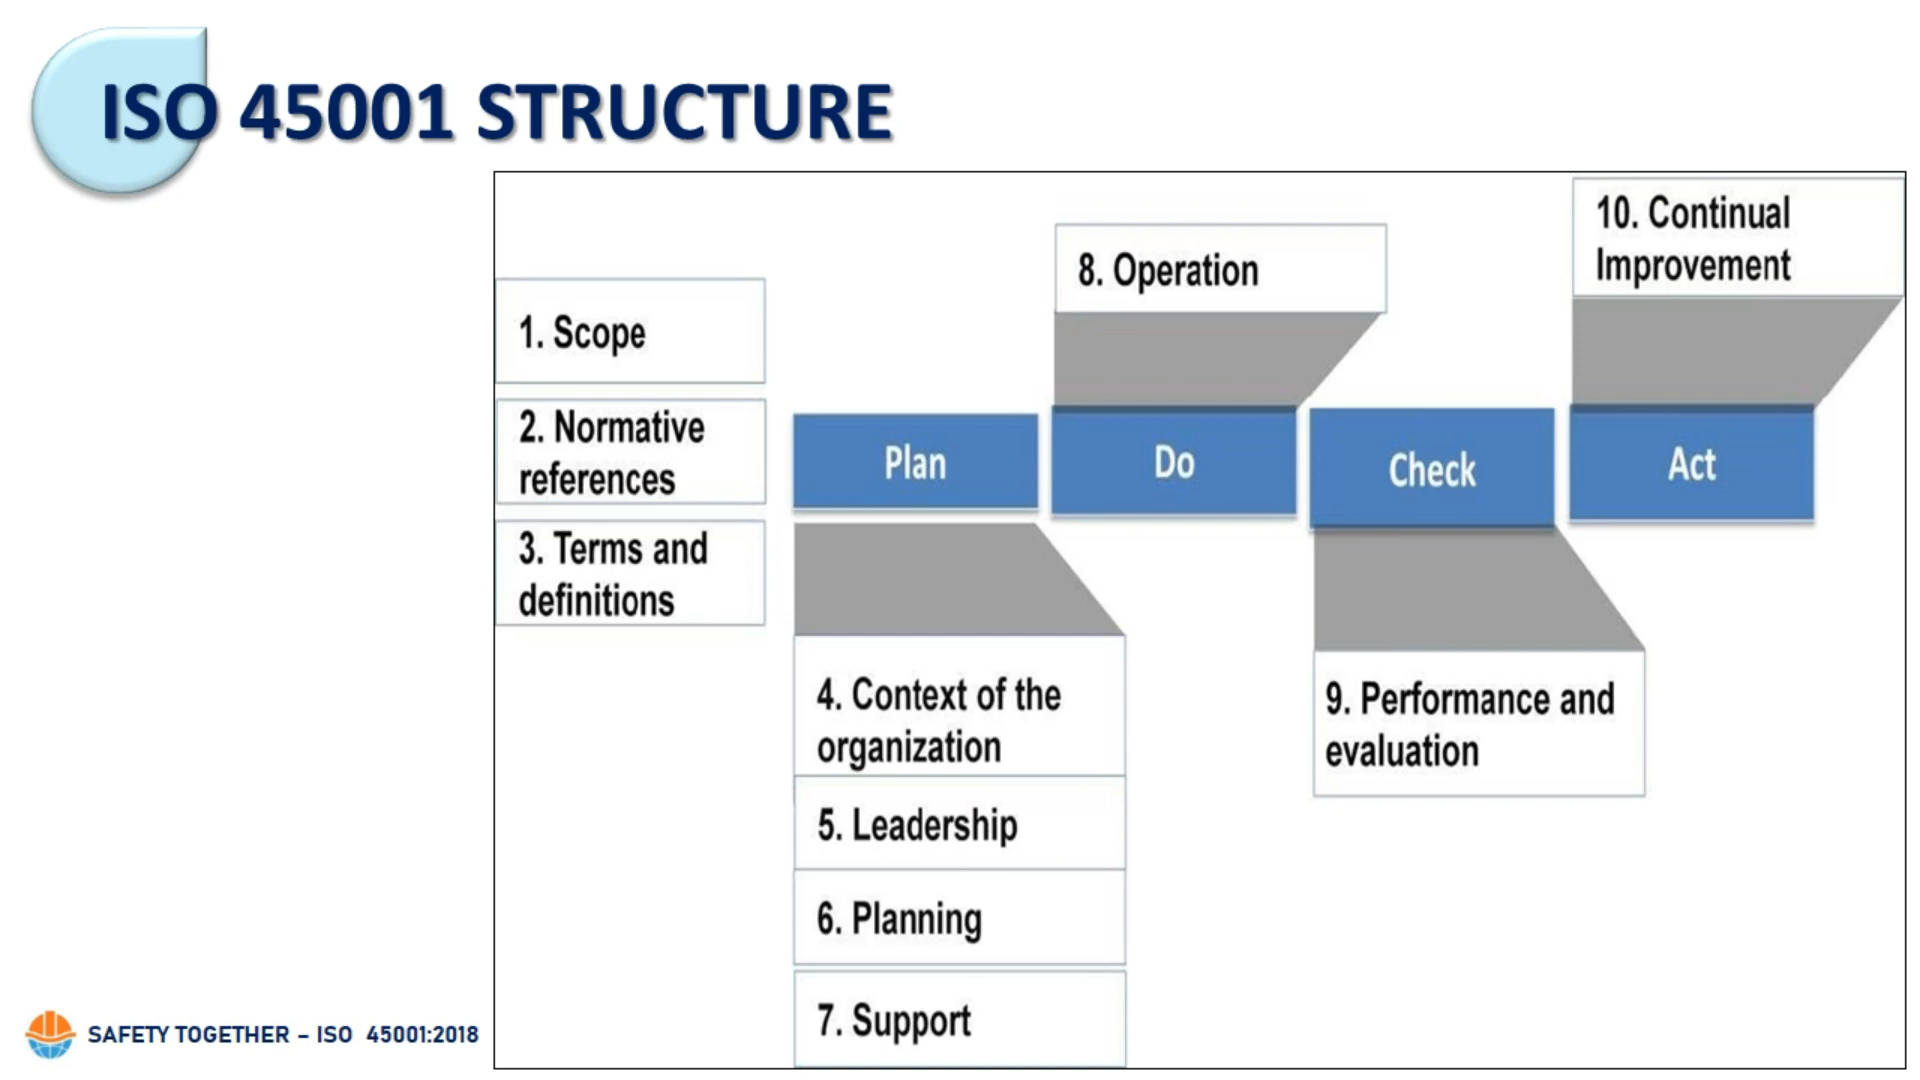 ISO 45001 STRUCTURE
1. Scope
2. Normative
references
3. Terms and
definitions
8. Operation
10. Continual
Improvement
Plan
Do
Check
Act
4. Context of the
organization
5. Leadership
6. Planning
7. Support
9. Performance and
evaluation
SAFETY TOGETHER – ISO 45001:2018